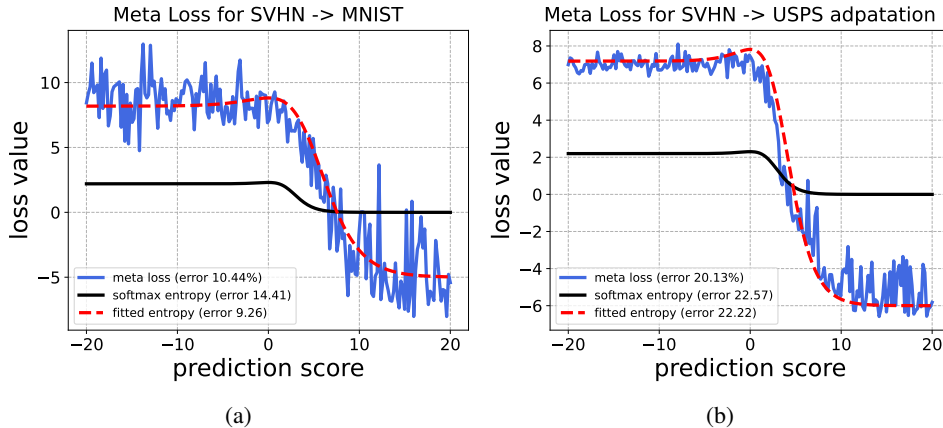 Meta Loss for SVHN -> MNIST
10
5
0
−5
loss value
meta loss (error 10.44%)
softmax entropy (error 14.41)
fitted entropy (error 9.26)
−20
−10
0
10
20
prediction score
(a)
Meta Loss for SVHN -> USPS adpatation
8
6
4
2
0
−2
−4
−6
loss value
meta loss (error 20.13%)
softmax entropy (error 22.57)
fitted entropy (error 22.22)
−20
−10
0
10
20
prediction score
(b)